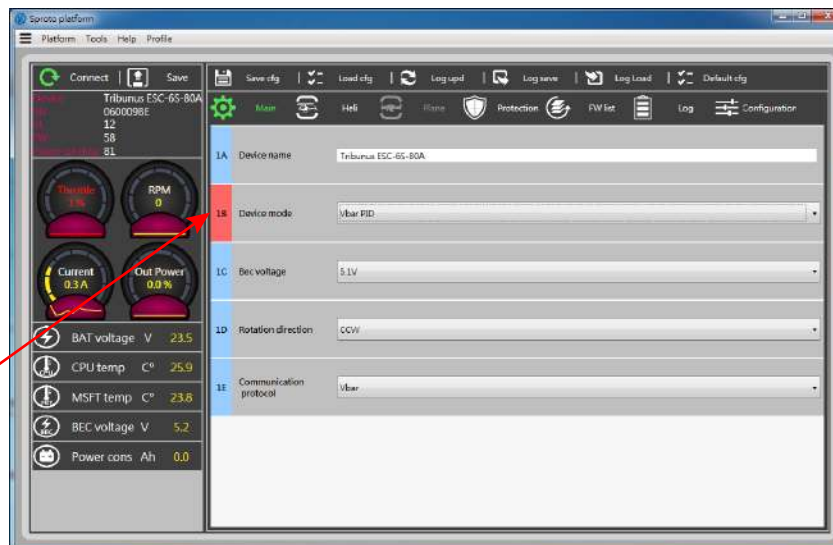 Sproto platform
Platform Tools Help Profile
Connect Save
Save cfg Load cfg Log upd Log save Log Load Default cfg
Tribunus ESC-6S-80A
0600098E
12
58
81
Main Heli Plane Protection FW list Log Configuration
1A Device name Tribunus ESC-6S-80A
Throttle
1 %
RPM
0
1B Device mode Vbar PID
Current
0.3 A
Out Power
0.0 %
1C Bec voltage 5.1V
1D Rotation direction CCW
BAT voltage V 23.5
CPU temp C° 25.9
1E Communication protocol Vbar
MSFT temp C° 23.8
BEC voltage V 5.2
Power cons Ah 0.0